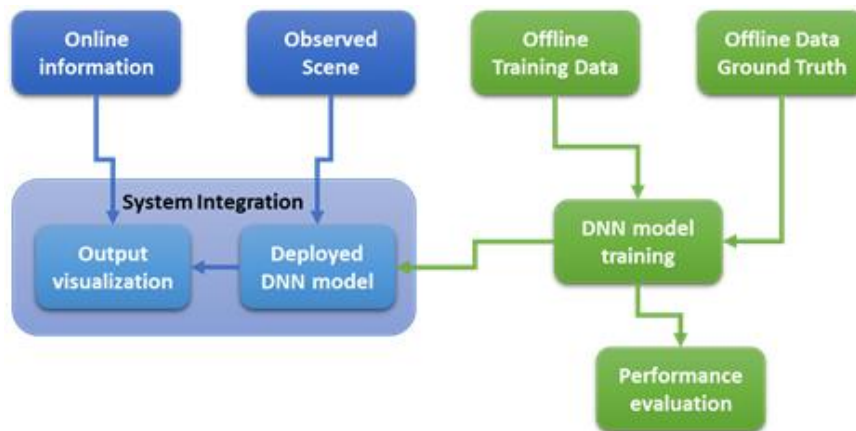 Online
information
Observed
Scene
Offline
Training Data
Offline Data
Ground Truth
System Integration
Output
visualization
Deployed
DNN model
DNN model
training
Performance
evaluation